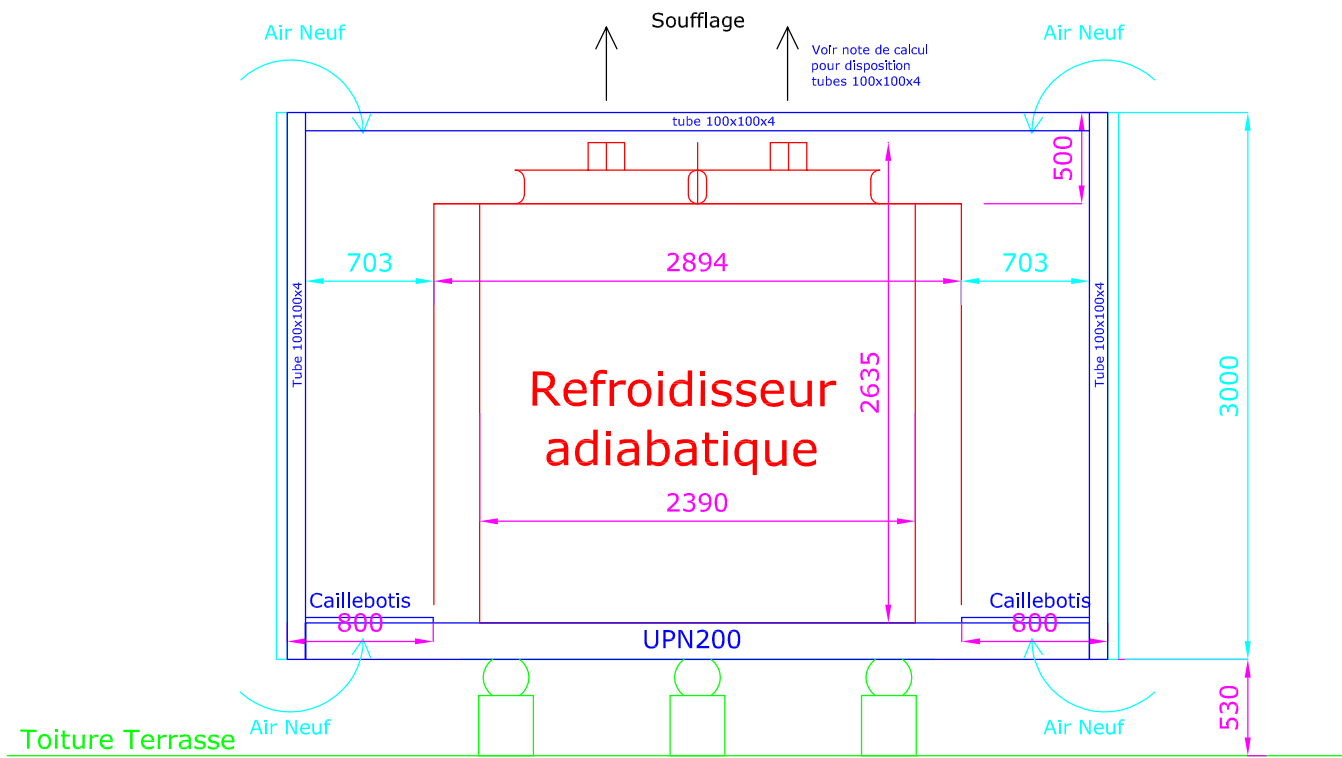 Soufflage
Air Neuf
Air Neuf
Voir note de calcul
pour disposition
tubes 100x100x4
tube 100x100x4
500
703
2894
703
Tube 100x100x4
Tube 100x100x4
2635
3000
Refroidisseur
adiabatique
2390
Caillebotis
Caillebotis
800
800
UPN200
530
Air Neuf
Air Neuf
Toiture Terrasse